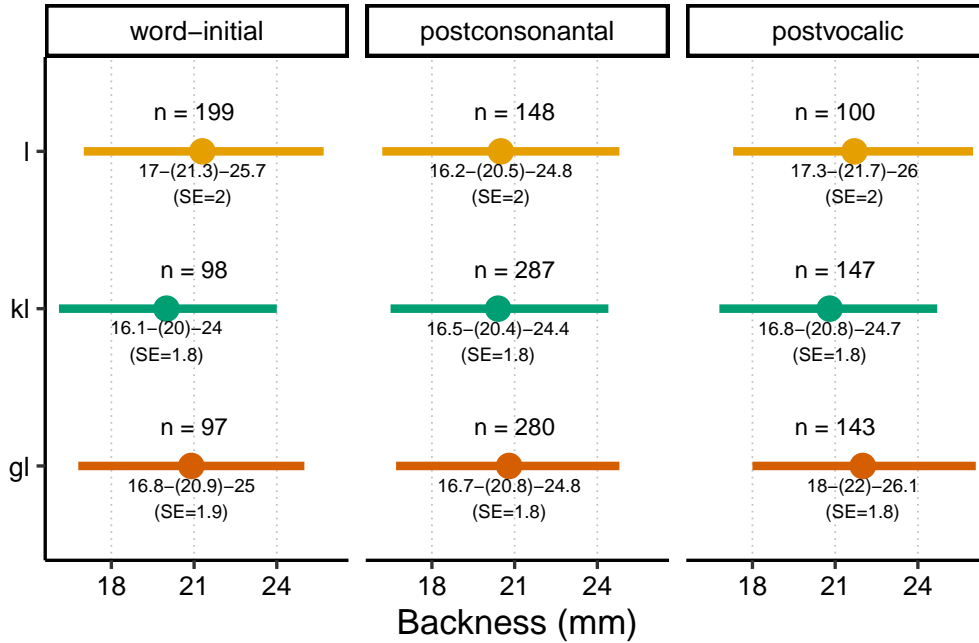 word−initial postconsonantal postvocalic
n = 199 n = 148 n = 100
l
17−(21.3)−25.7 16.2−(20.5)−24.8 17.3−(21.7)−26
(SE=2) (SE=2) (SE=2)
n = 98 n = 287 n = 147
kl
16.1−(20)−24 16.5−(20.4)−24.4 16.8−(20.8)−24.7
(SE=1.8) (SE=1.8) (SE=1.8)
n = 97 n = 280 n = 143
gl
16.8−(20.9)−25 16.7−(20.8)−24.8 18−(22)−26.1
(SE=1.9) (SE=1.8) (SE=1.8)
18 21 24 18 21 24 18 21 24
Backness (mm)